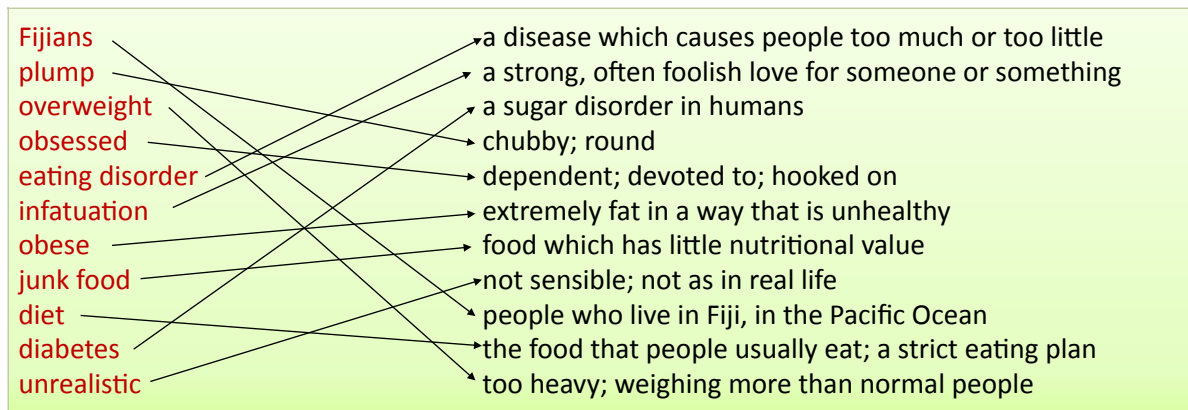 Fijians
plump
overweight
obsessed
eating disorder
infatuation
obese
junk food
diet
diabetes
unrealistic
a disease which causes people too much or too little
a strong, often foolish love for someone or something
a sugar disorder in humans
chubby; round
dependent; devoted to; hooked on
extremely fat in a way that is unhealthy
food which has little nutritional value
not sensible; not as in real life
people who live in Fiji, in the Pacific Ocean
the food that people usually eat; a strict eating plan
too heavy; weighing more than normal people